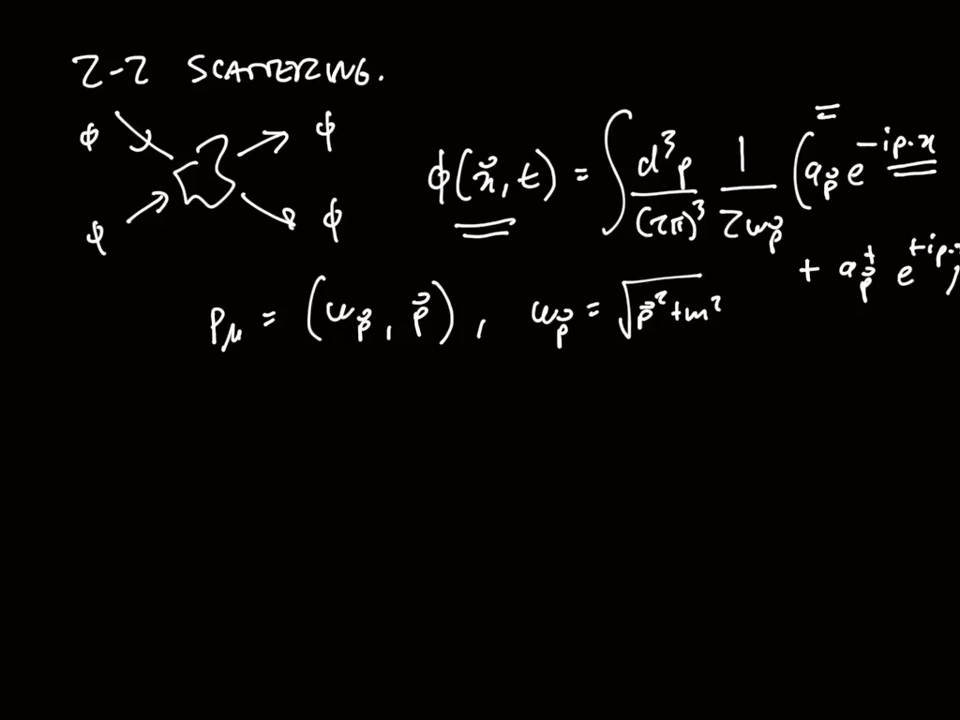 2-2 SCATTERING.
ϕ ϕ
ϕ ϕ
ϕ(x⃗, t) = ∫ d³p/(2π)³ 1/2ω_p⃗ (a_p⃗ e^{-ip·x}
+ a†_p⃗ e^{+ip·x})
p_μ = (ω_p⃗, p⃗), ω_p⃗ = √(p⃗² + m²)